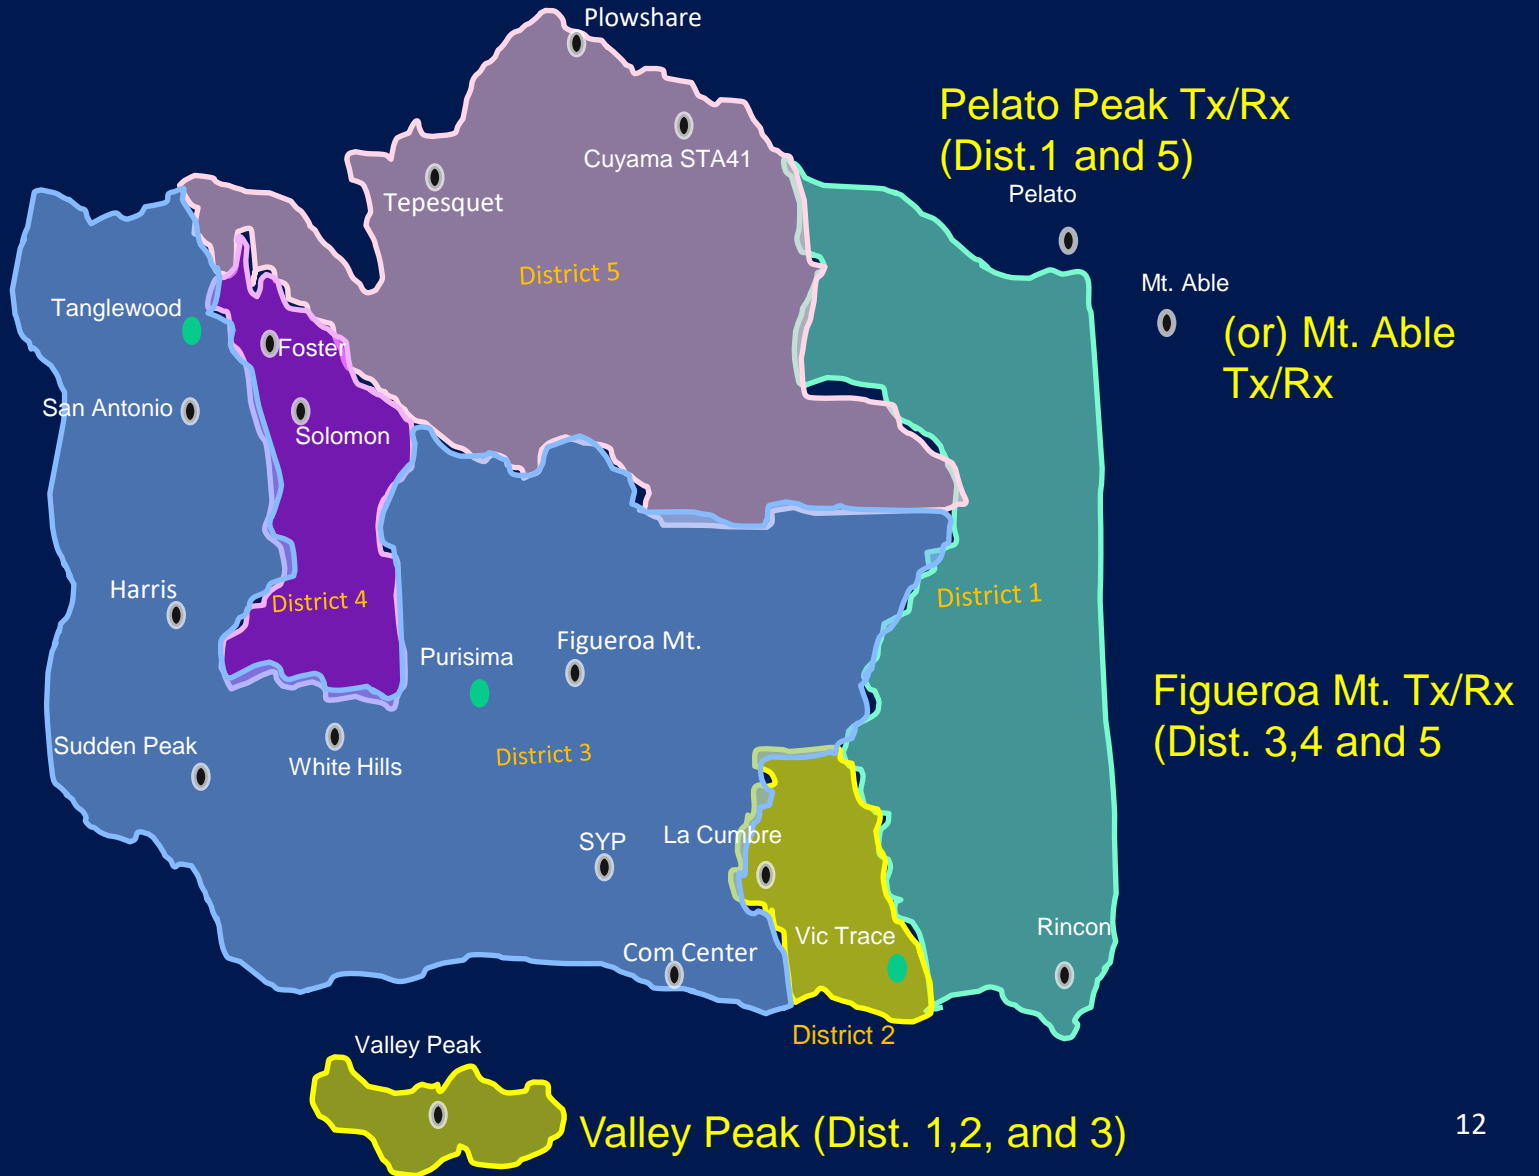 Plowshare
Pelato Peak Tx/Rx
(Dist.1 and 5)
Cuyama STA41
Pelato
Tepesquet
District 5
Mt. Able
Tanglewood
(or) Mt. Able
Tx/Rx
Foster
San Antonio
Solomon
Harris
District 4
District 1
Purisima
Figueroa Mt.
Figueroa Mt. Tx/Rx
(Dist. 3,4 and 5
Sudden Peak
White Hills
District 3
SYP
La Cumbre
Vic Trace
Rincon
Com Center
District 2
Valley Peak
Valley Peak (Dist. 1,2, and 3)
12